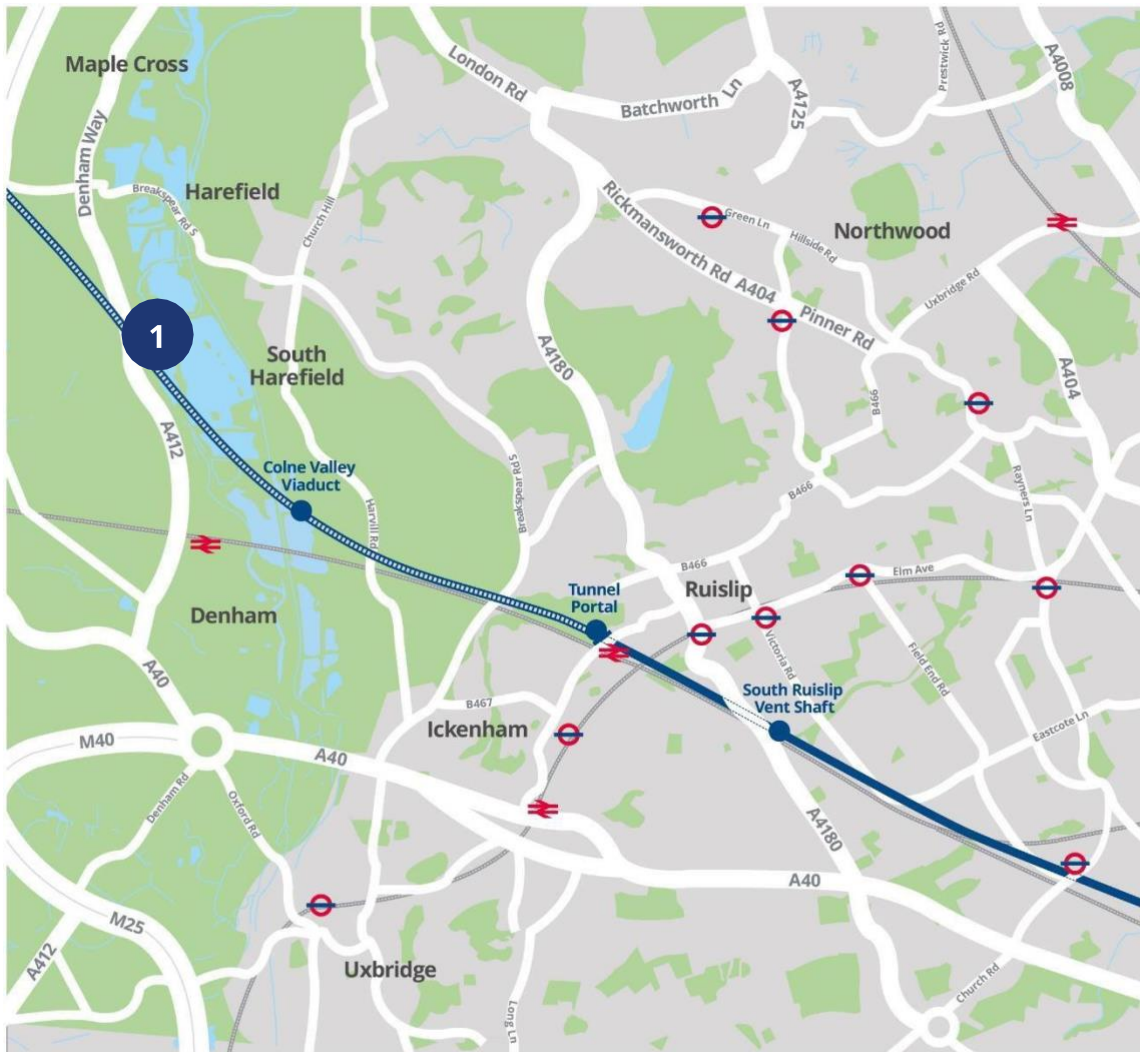 Maple Cross
London Rd
Batchworth Ln
A4125
Prestwick Rd
A4008
Denham Way
Harefield
Breakspear Rd S
Church Hill
Rickmansworth Rd A404
Green Ln
Hillside Rd
Northwood
Uxbridge Rd
Pinner Rd
1
South
Harefield
A4180
A404
B466
A412
Colne Valley
Viaduct
Harvill Rd
Breakspear Rd S
B466
Rayners Ln
B466
Elm Ave
Tunnel
Portal
Ruislip
Denham
Victoria Rd
Field End Rd
A40
B467
Ickenham
South Ruislip
Vent Shaft
Eastcote Ln
M40
A40
Denham Rd
Oxford Rd
A4180
A40
M25
A412
Uxbridge
Long Ln
Church Rd